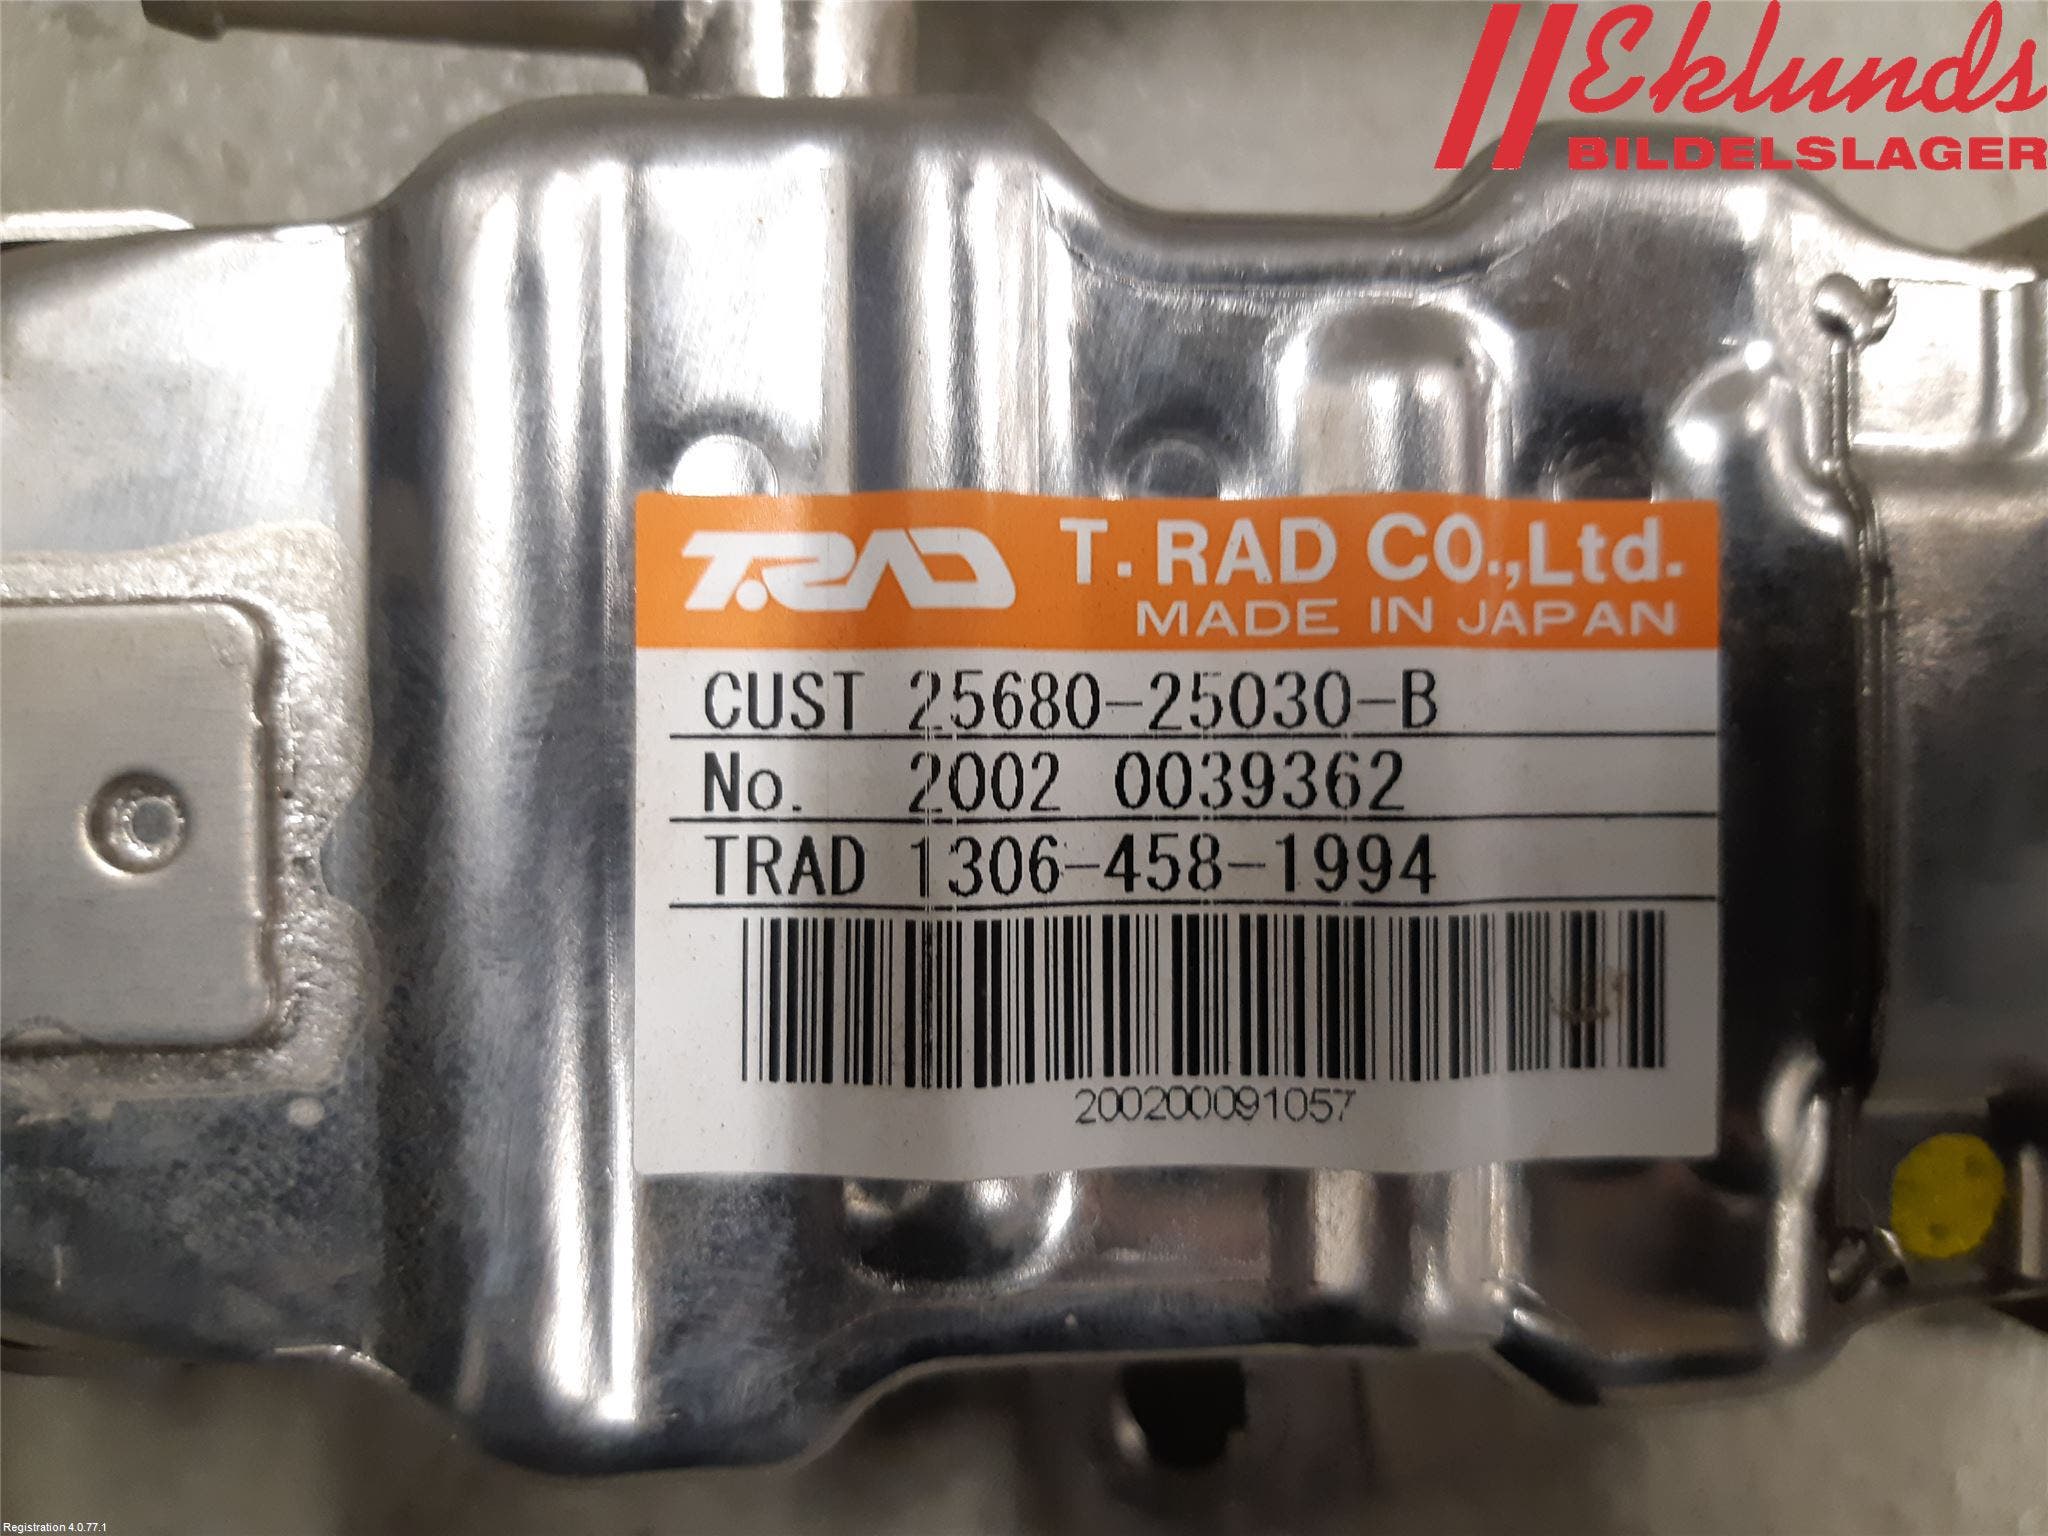 Eklunds
BILDELSLAGER
T.RAD T. RAD CO.,Ltd.
MADE IN JAPAN
CUST 25680-25030-B
No. 2002 0039362
TRAD 1306-458-1994
200200091057
Registration 4.0.77.1